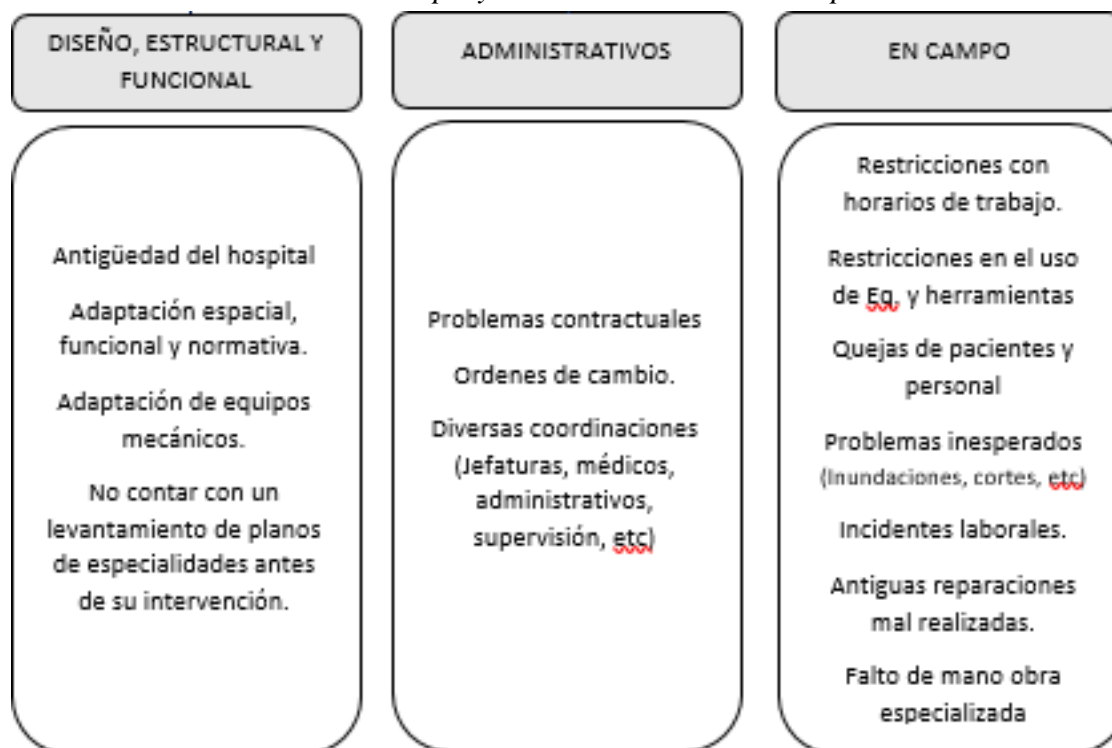 DISEÑO, ESTRUCTURAL Y
FUNCIONAL
Antigüedad del hospital
Adaptación espacial,
funcional y normativa.
Adaptación de equipos
mecánicos.
No contar con un
levantamiento de planos
de especialidades antes
de su intervención.
ADMINISTRATIVOS
Problemas contractuales
Ordenes de cambio.
Diversas coordinaciones
(Jefaturas, médicos,
administrativos,
supervisión, etc)
EN CAMPO
Restricciones con
horarios de trabajo.
Restricciones en el uso
de Eq. y herramientas
Quejas de pacientes y
personal
Problemas inesperados
(Inundaciones, cortes, etc)
Incidentes laborales.
Antiguas reparaciones
mal realizadas.
Falto de mano obra
especializada